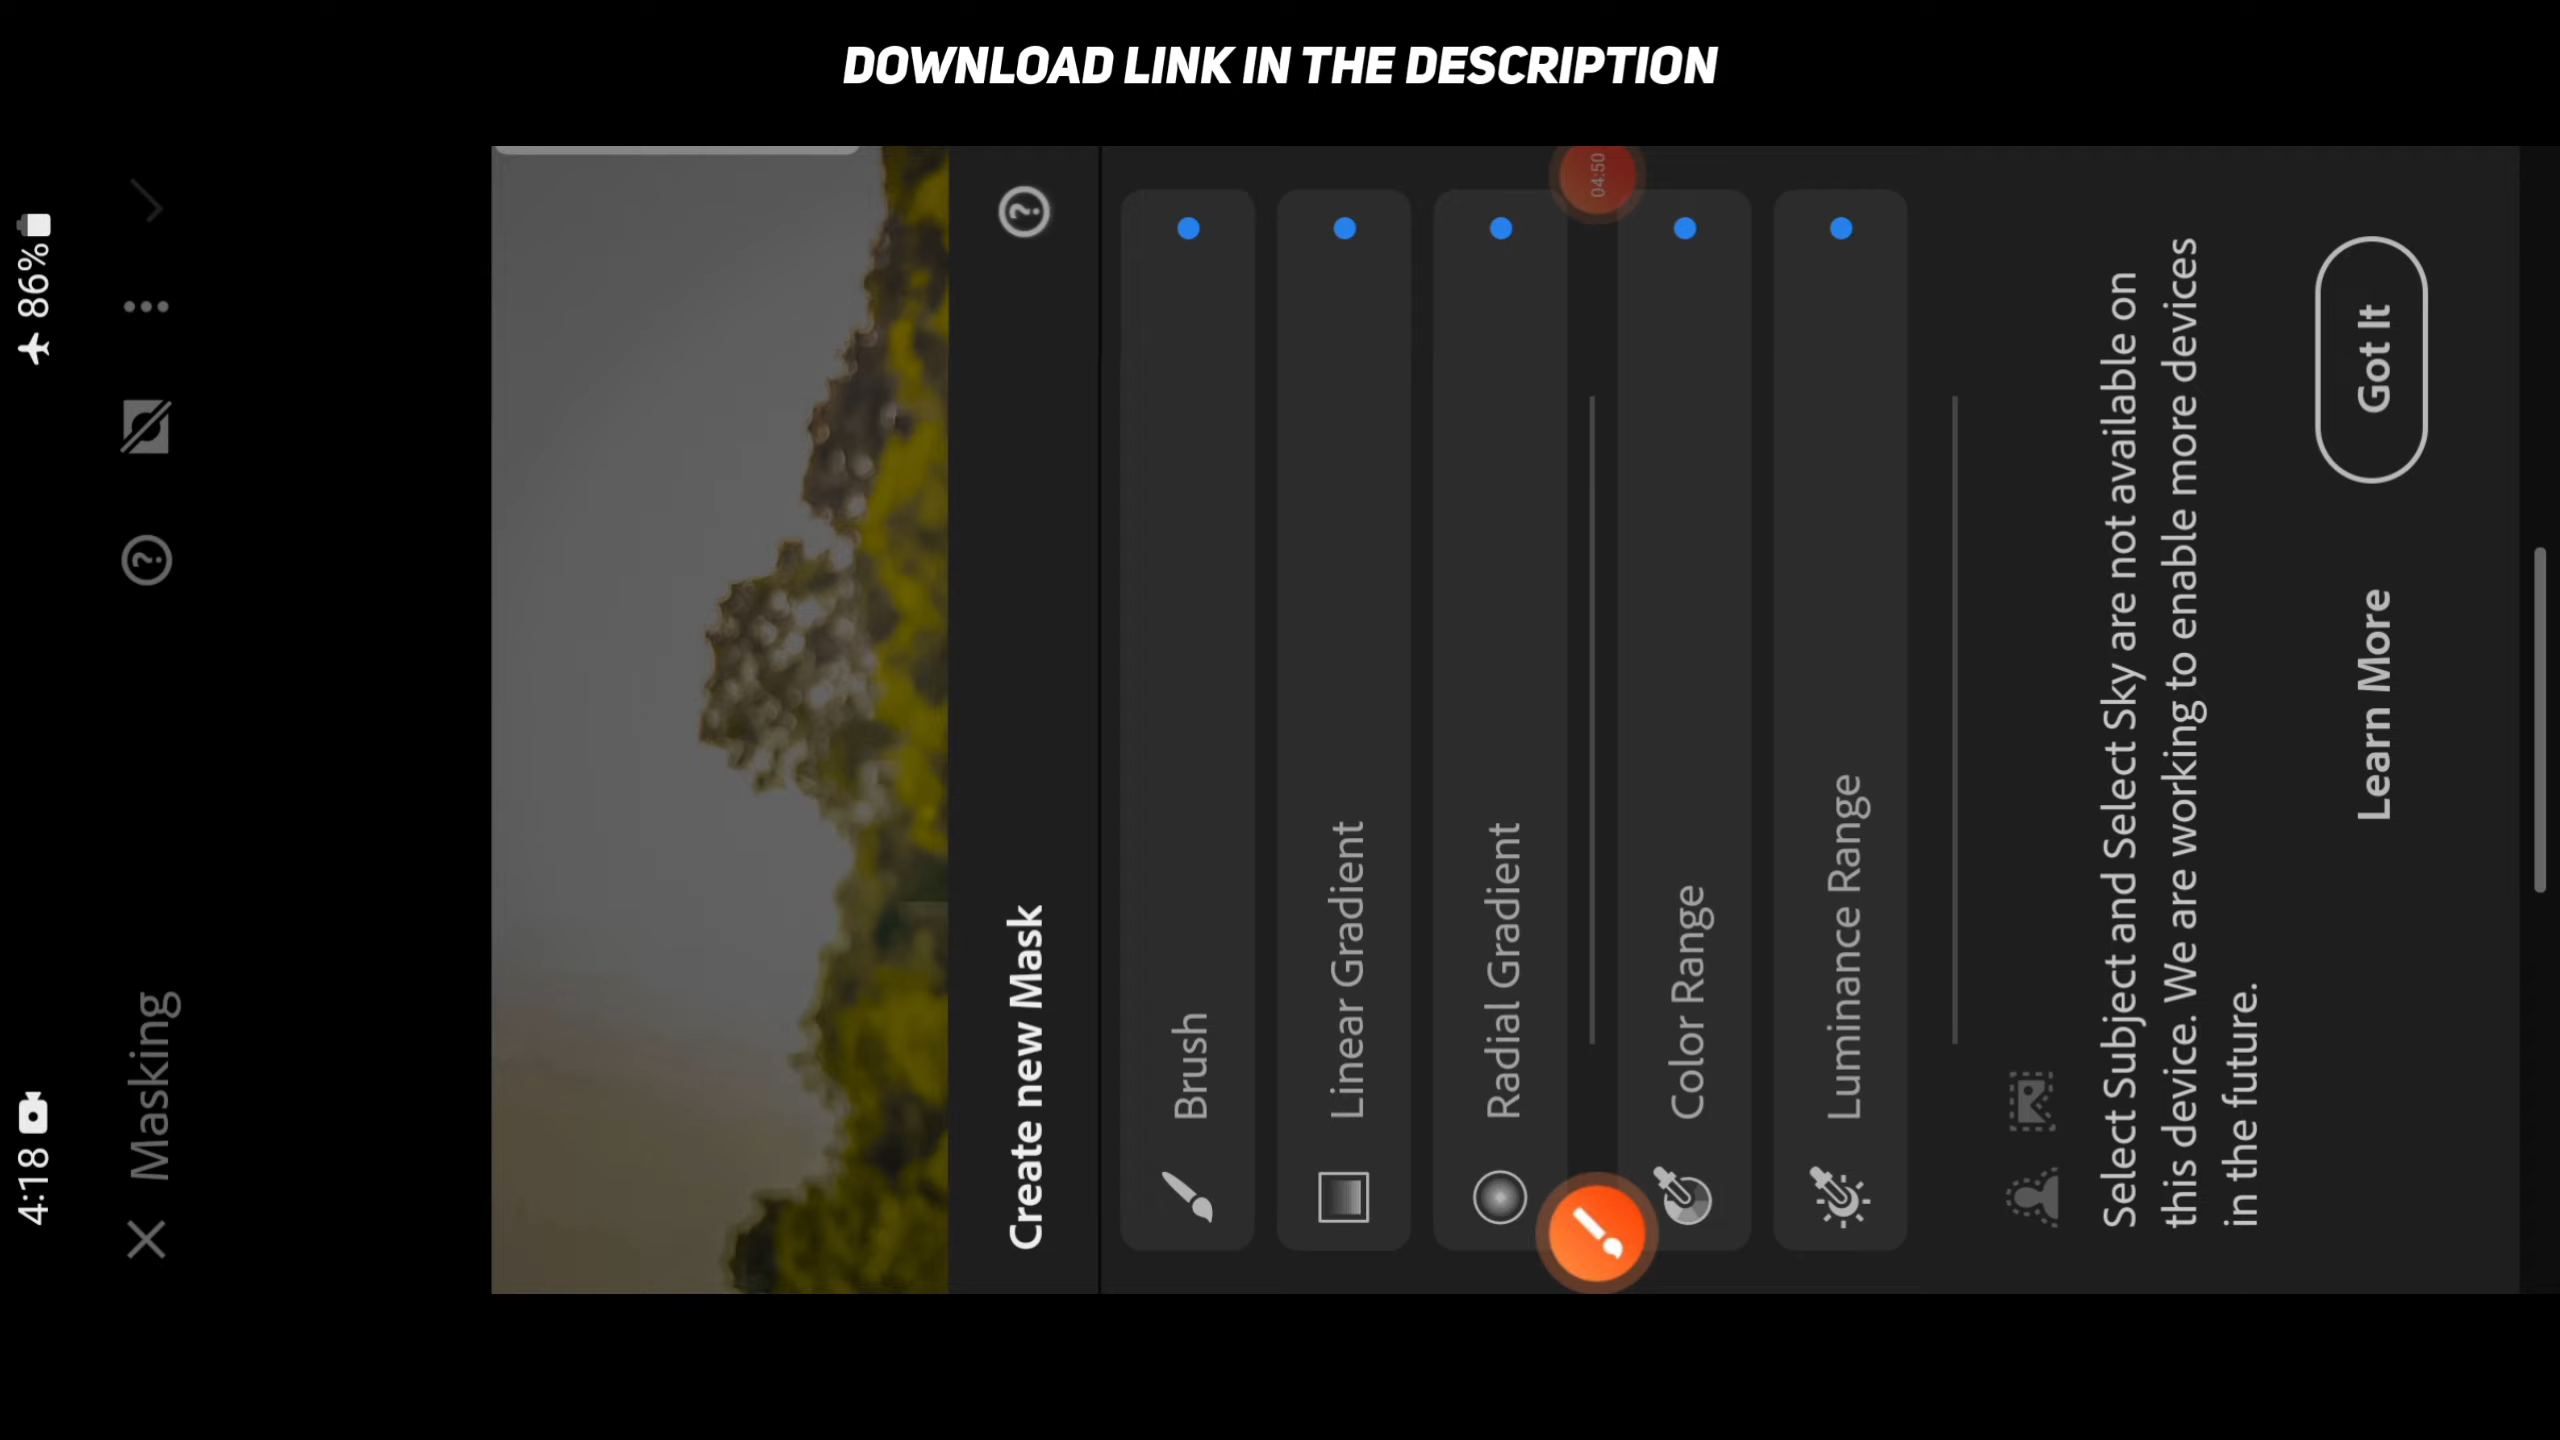 DOWNLOAD LINK IN THE DESCRIPTION
4:18
86%
Masking
Create new Mask
Brush
Linear Gradient
Radial Gradient
04:50
Color Range
Luminance Range
Select Subject and Select Sky are not available on
this device. We are working to enable more devices
in the future.
Learn More
Got It